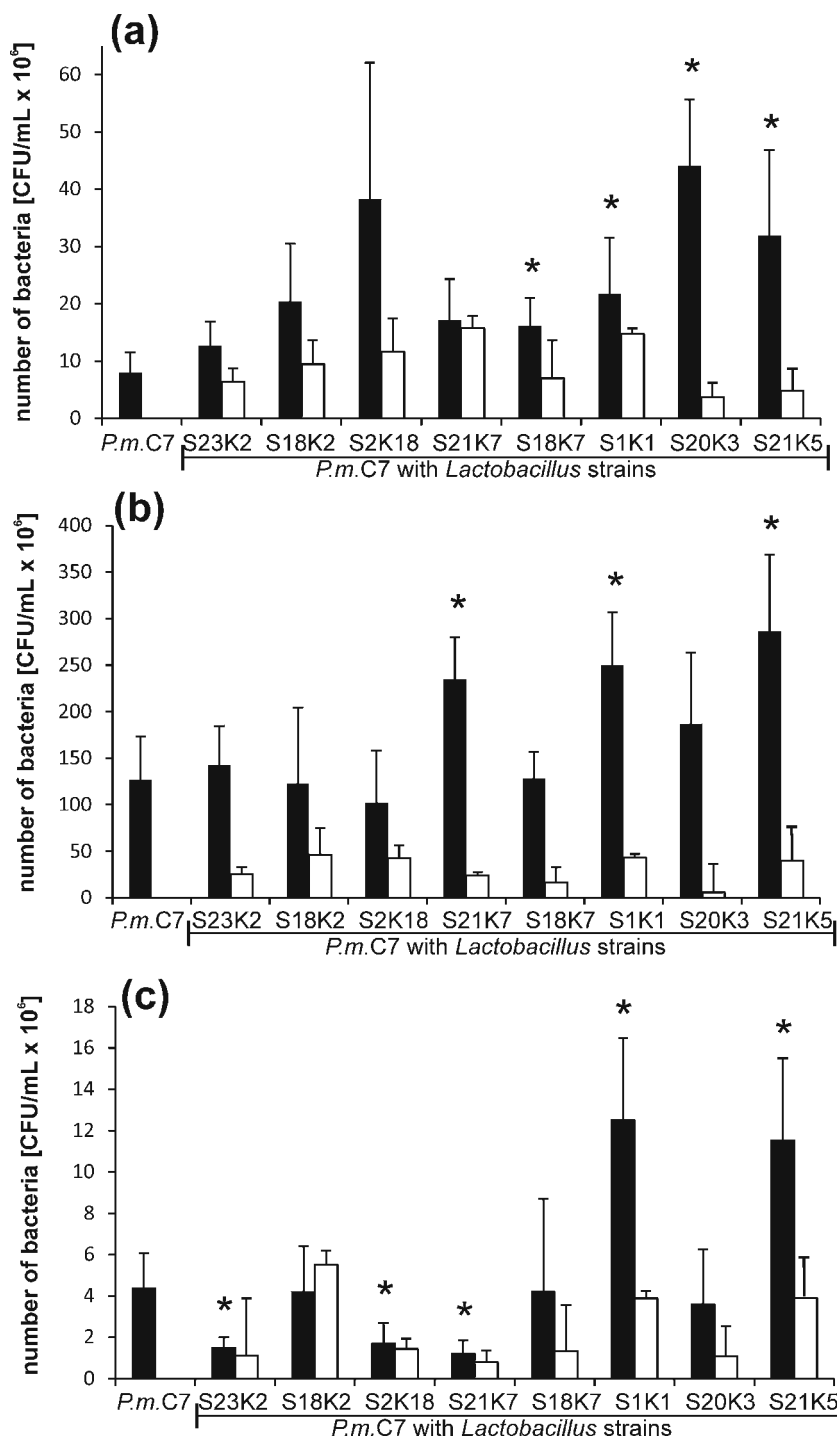 (a)
number of bacteria [CFU/mL x 10⁶]
60
50
40
30
20
10
0
* * * *
P.m.C7 S23K2 S18K2 S2K18 S21K7 S18K7 S1K1 S20K3 S21K5
P.m.C7 with Lactobacillus strains
(b)
number of bacteria [CFU/mL x 10⁶]
400
350
300
250
200
150
100
50
0
* * *
P.m.C7 S23K2 S18K2 S2K18 S21K7 S18K7 S1K1 S20K3 S21K5
P.m.C7 with Lactobacillus strains
(c)
number of bacteria [CFU/mL x 10⁶]
18
16
14
12
10
8
6
4
2
0
* * * * *
P.m.C7 S23K2 S18K2 S2K18 S21K7 S18K7 S1K1 S20K3 S21K5
P.m.C7 with Lactobacillus strains